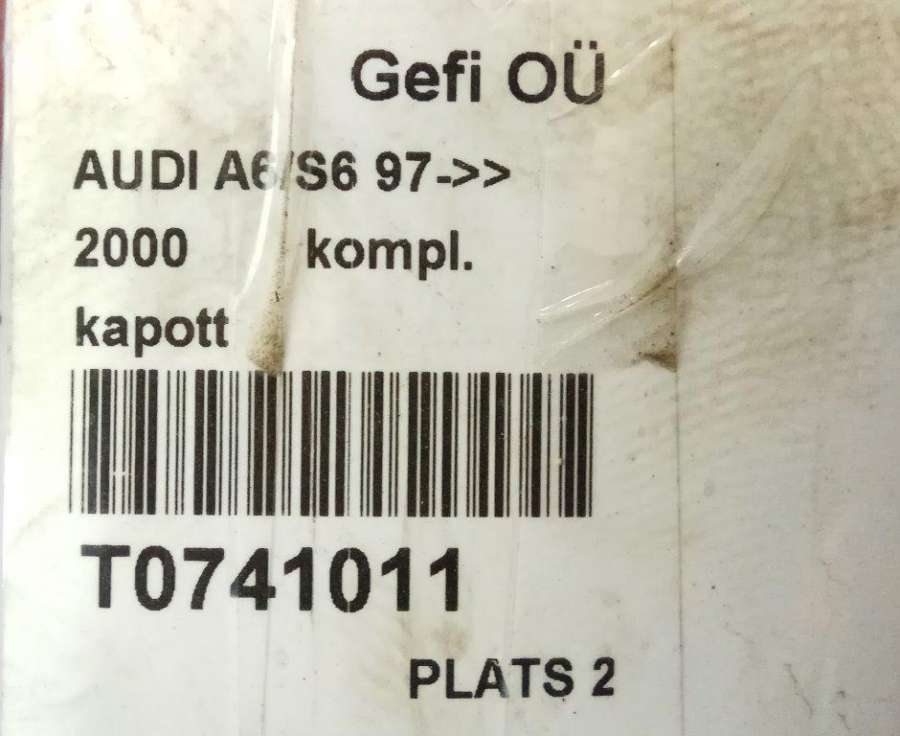 Gefi OÜ
AUDI A6/S6 97->>
2000 kompl.
kapott
T0741011
PLATS 2